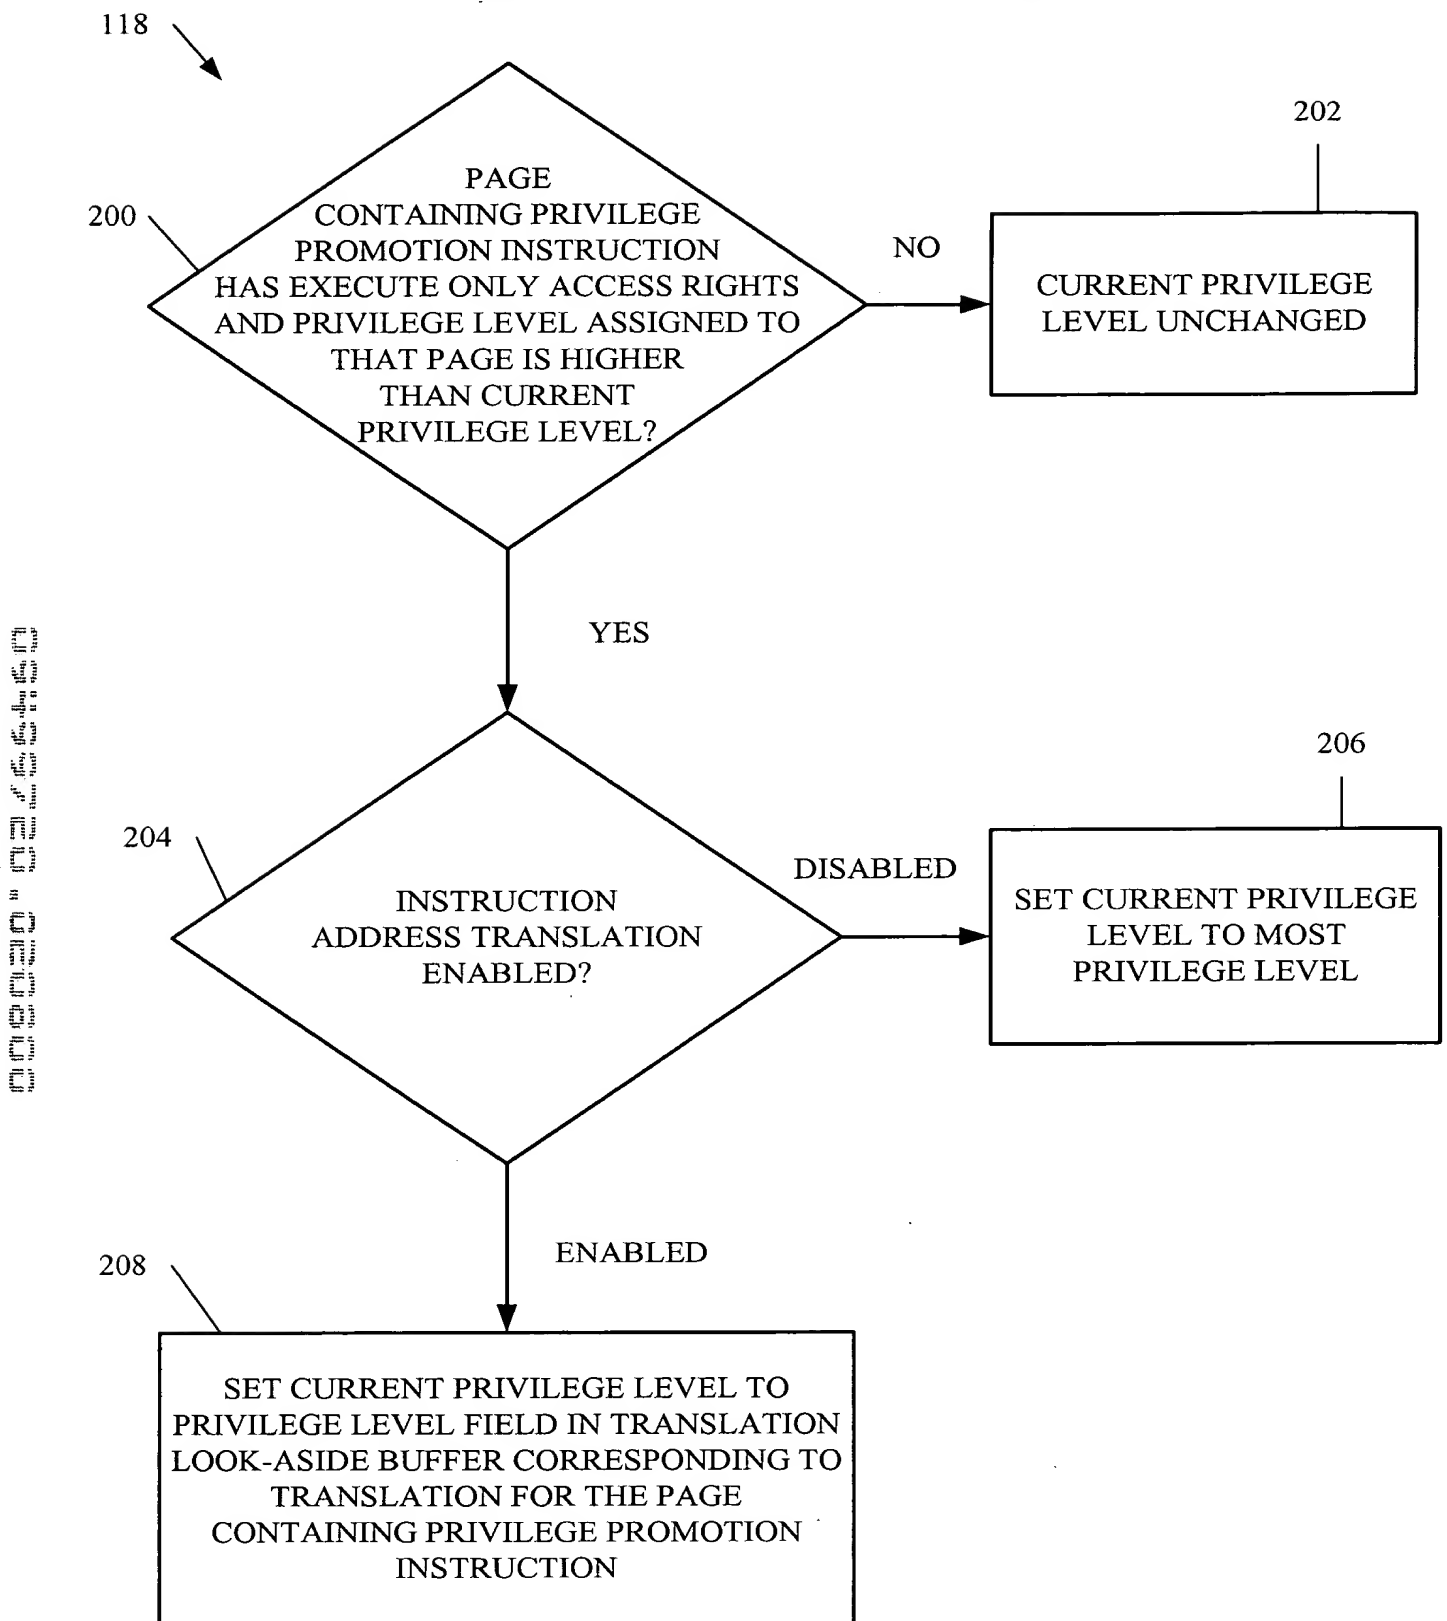 118
202
PAGE
CONTAINING PRIVILEGE
PROMOTION INSTRUCTION
HAS EXECUTE ONLY ACCESS RIGHTS
AND PRIVILEGE LEVEL ASSIGNED TO
THAT PAGE IS HIGHER
THAN CURRENT
PRIVILEGE LEVEL?
200
NO
CURRENT PRIVILEGE
LEVEL UNCHANGED
YES
206
204
INSTRUCTION
ADDRESS TRANSLATION
ENABLED?
DISABLED
SET CURRENT PRIVILEGE
LEVEL TO MOST
PRIVILEGE LEVEL
ENABLED
208
SET CURRENT PRIVILEGE LEVEL TO
PRIVILEGE LEVEL FIELD IN TRANSLATION
LOOK-ASIDE BUFFER CORRESPONDING TO
TRANSLATION FOR THE PAGE
CONTAINING PRIVILEGE PROMOTION
INSTRUCTION